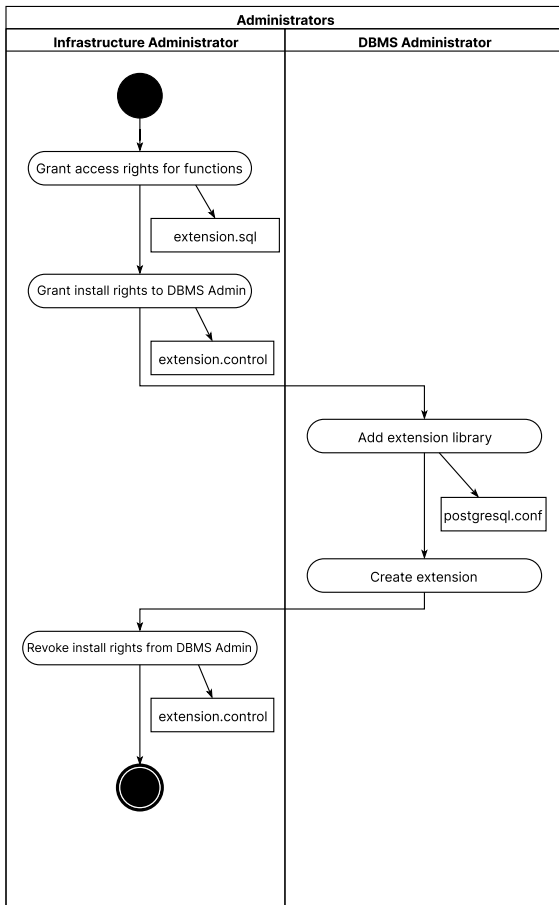 Administrators
Infrastructure Administrator
DBMS Administrator
Grant access rights for functions
extension.sql
Grant install rights to DBMS Admin
extension.control
Add extension library
postgresql.conf
Create extension
Revoke install rights from DBMS Admin
extension.control